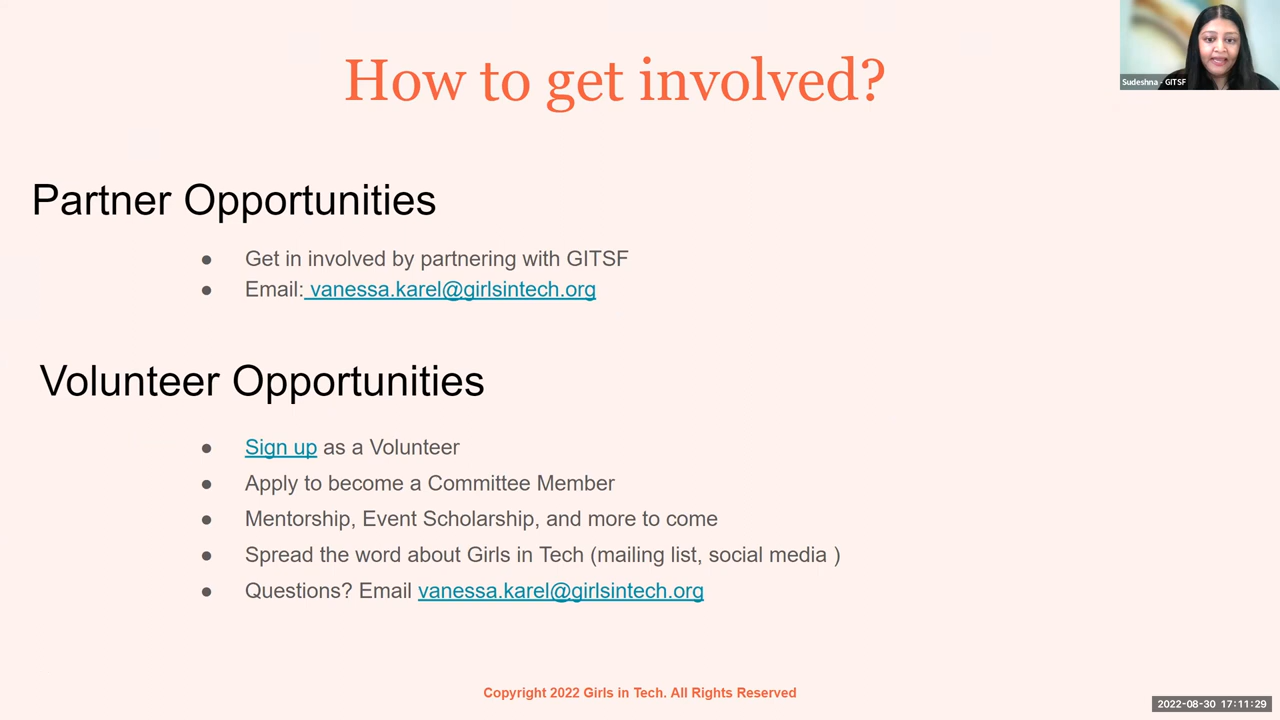 How to get involved?
Sudeshna - GITSF
Partner Opportunities
● Get in involved by partnering with GITSF
● Email: vanessa.karel@girlsintech.org
Volunteer Opportunities
● Sign up as a Volunteer
● Apply to become a Committee Member
● Mentorship, Event Scholarship, and more to come
● Spread the word about Girls in Tech (mailing list, social media )
● Questions? Email vanessa.karel@girlsintech.org
Copyright 2022 Girls in Tech. All Rights Reserved
2022-08-30 17:11:29